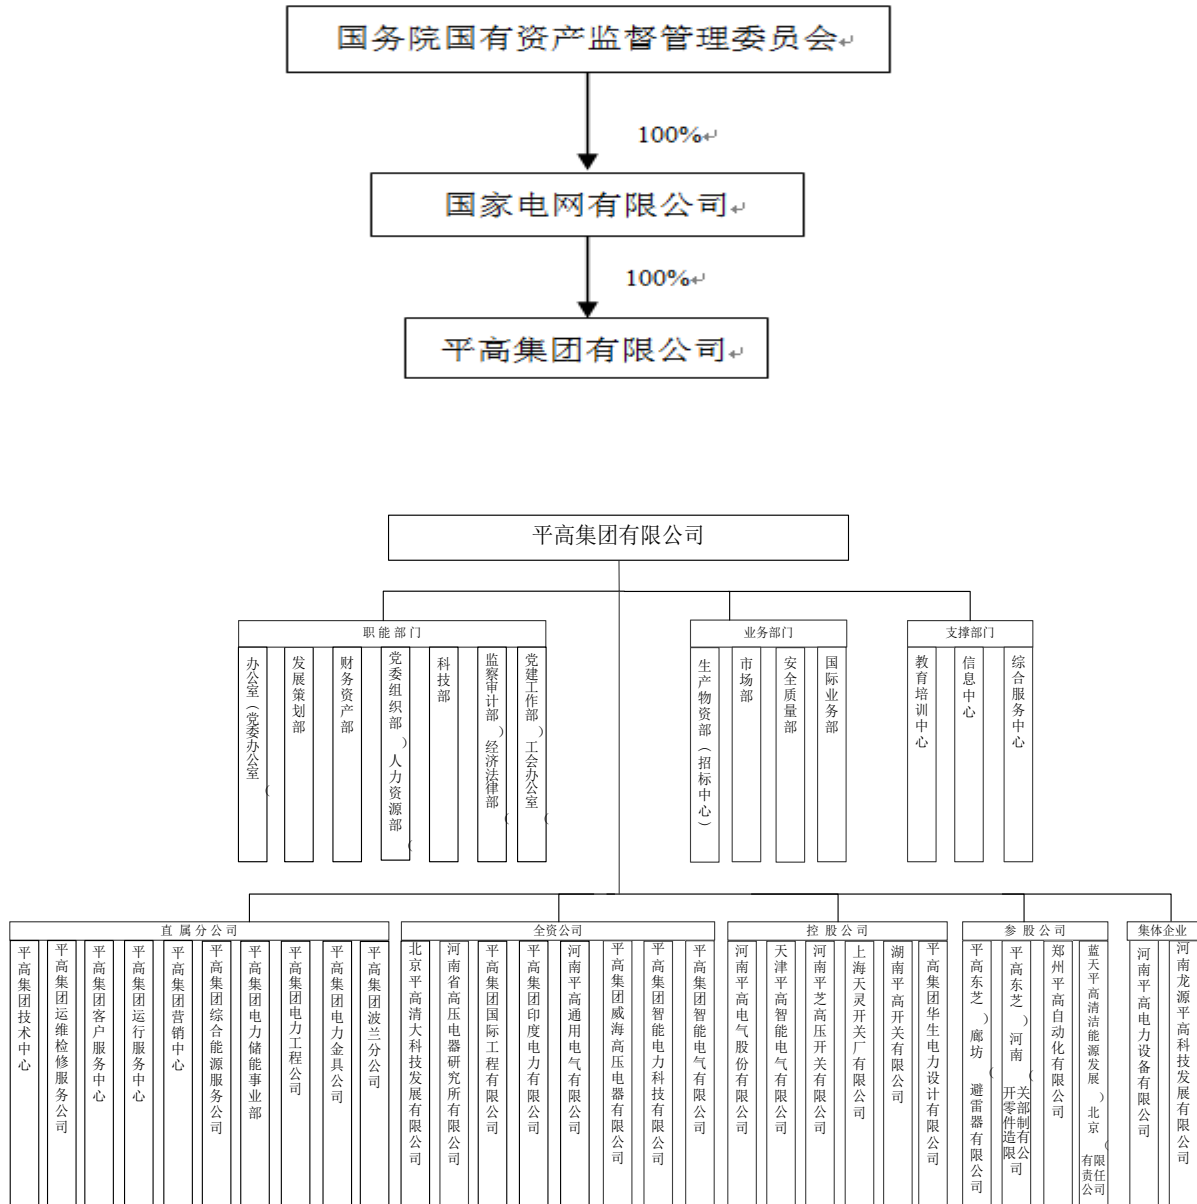 国务院国有资产监督管理委员会
100%
国家电网有限公司
100%
平高集团有限公司
平高集团有限公司
职能部门
业务部门
支撑部门
办公室(党委办公室(
发展策划部
财务资产部
党委组织部)人力资源部(
科技部
监察审计部)经济法律部(
党建工作部)工会办公室(
生产物资部(招标中心)
市场部
安全质量部
国际业务部
教育培训中心
信息中心
综合服务中心
直属分公司
全资公司
控股公司
参股公司
集体企业
平高集团技术中心
平高集团运维检修服务公司
平高集团客户服务中心
平高集团运行服务中心
平高集团营销中心
平高集团综合能源服务公司
平高集团电力储能事业部
平高集团电力工程公司
平高集团电力金具公司
平高集团波兰分公司
北京平高清大科技发展有限公司
河南省高压电器研究所有限公司
平高集团国际工程有限公司
平高集团印度电力有限公司
河南平高通用电气有限公司
平高集团威海高压电器有限公司
平高集团智能电力科技有限公司
平高集团智能电气有限公司
河南平高电气股份有限公司
天津平高智能电气有限公司
河南平芝高压开关有限公司
上海天灵开关厂有限公司
湖南平高开关有限公司
平高集团华生电力设计有限公司
平高东芝)廊坊(避雷器有限公司
平高东芝)河南(开关零部件制造有限公司
郑州平高自动化有限公司
蓝天平高清洁能源发展)北京(有限责任公司
河南平高电力设备有限公司
河南龙源平高科技发展有限公司